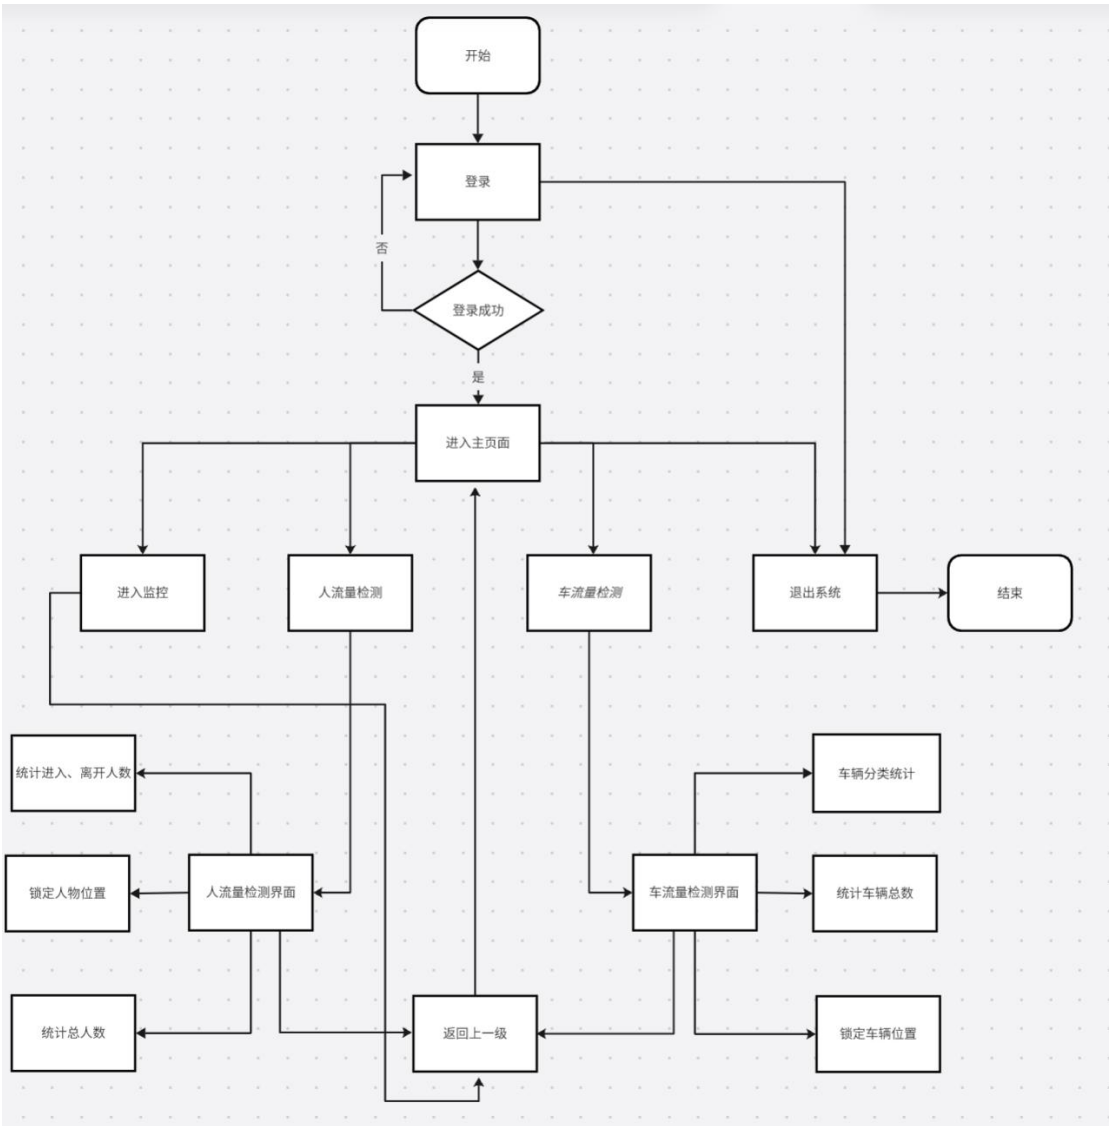 开始
登录
否
登录成功
是
进入主页面
进入监控
人流量检测
车流量检测
退出系统
结束
统计进入、离开人数
车辆分类统计
锁定人物位置
人流量检测界面
车流量检测界面
统计车辆总数
统计总人数
返回上一级
锁定车辆位置